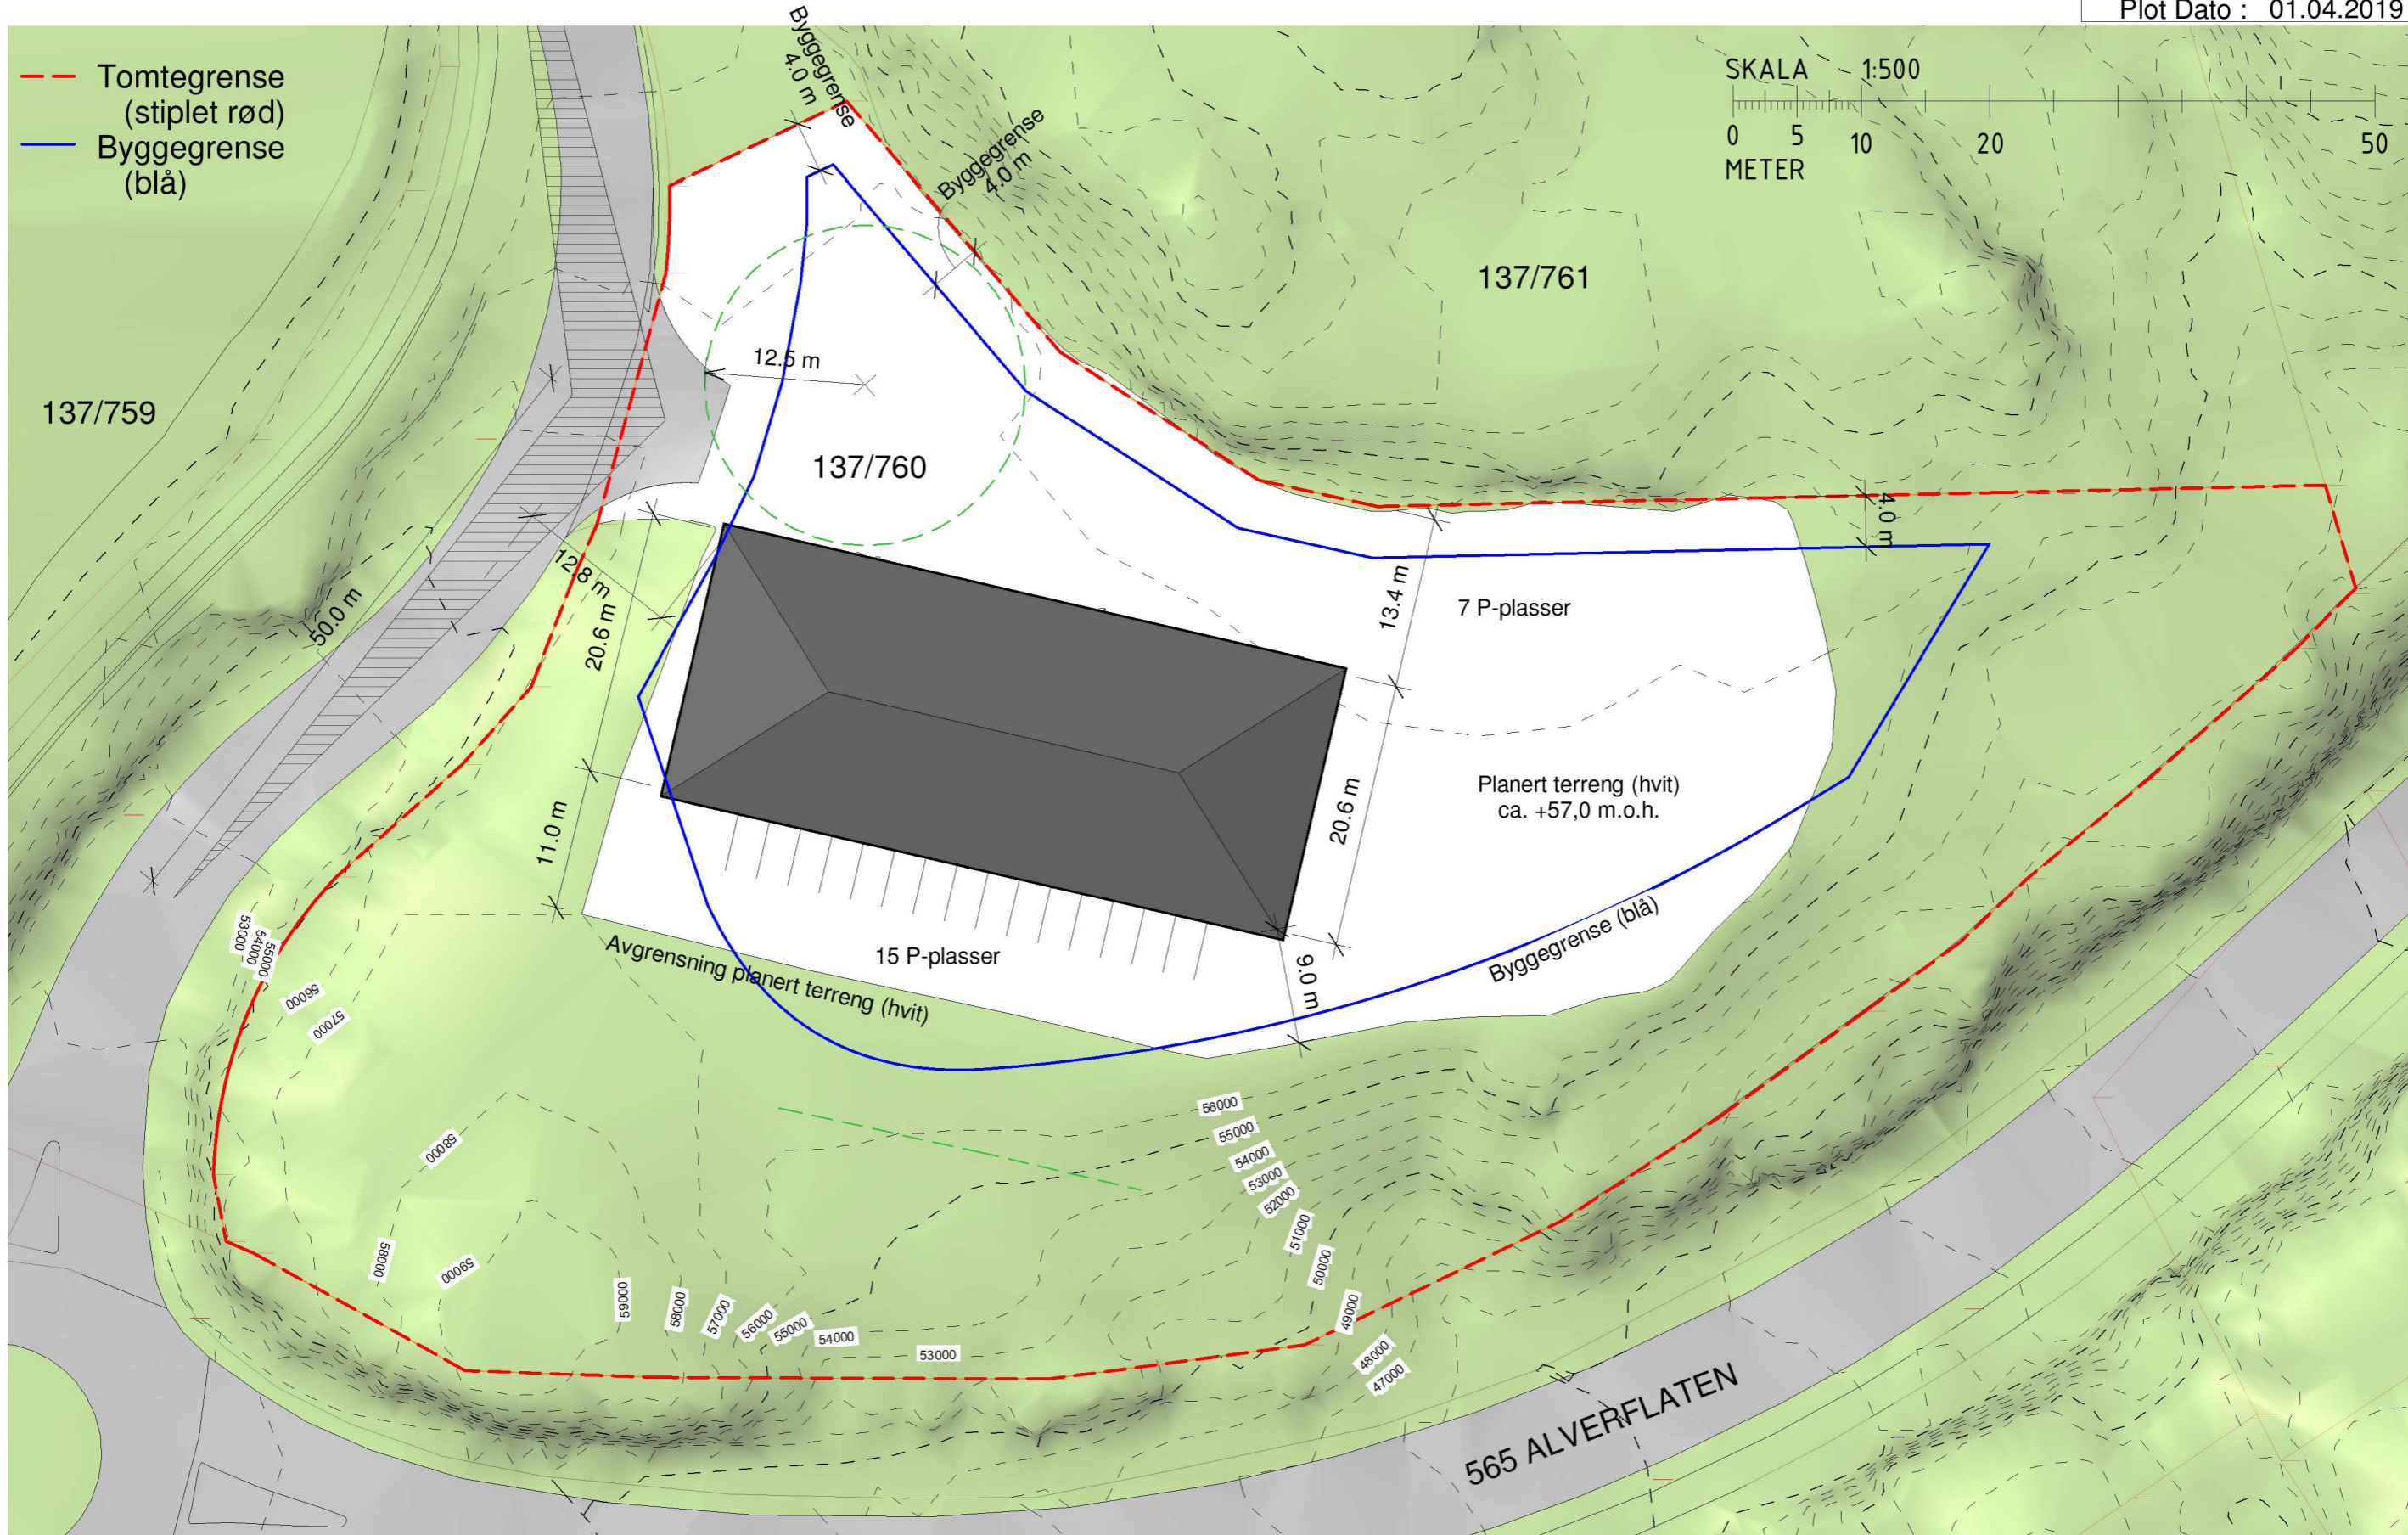 Plot Dato : 01.04.2019
Tomtegrense
(stiplet rød)
Byggegrense
(blå)
Byggegrense
4.0 m
Byggegrense
4.0 m
SKALA 1:500
0 5 10 20 50
METER
137/761
137/759
12.5 m
137/760
4.0 m
12.8 m
50.0 m
20.6 m
13.4 m
7 P-plasser
Planert terreng (hvit)
ca. +57,0 m.o.h.
20.6 m
11.0 m
Byggegrense (blå)
15 P-plasser
Avgrensning planert terreng (hvit)
9.0 m
53000
54000
55000
56000
57000
58000
58000
59000
59000
58000
57000
56000
55000
54000
53000
56000
55000
54000
53000
52000
51000
50000
49000
48000
47000
565 ALVERFLATEN